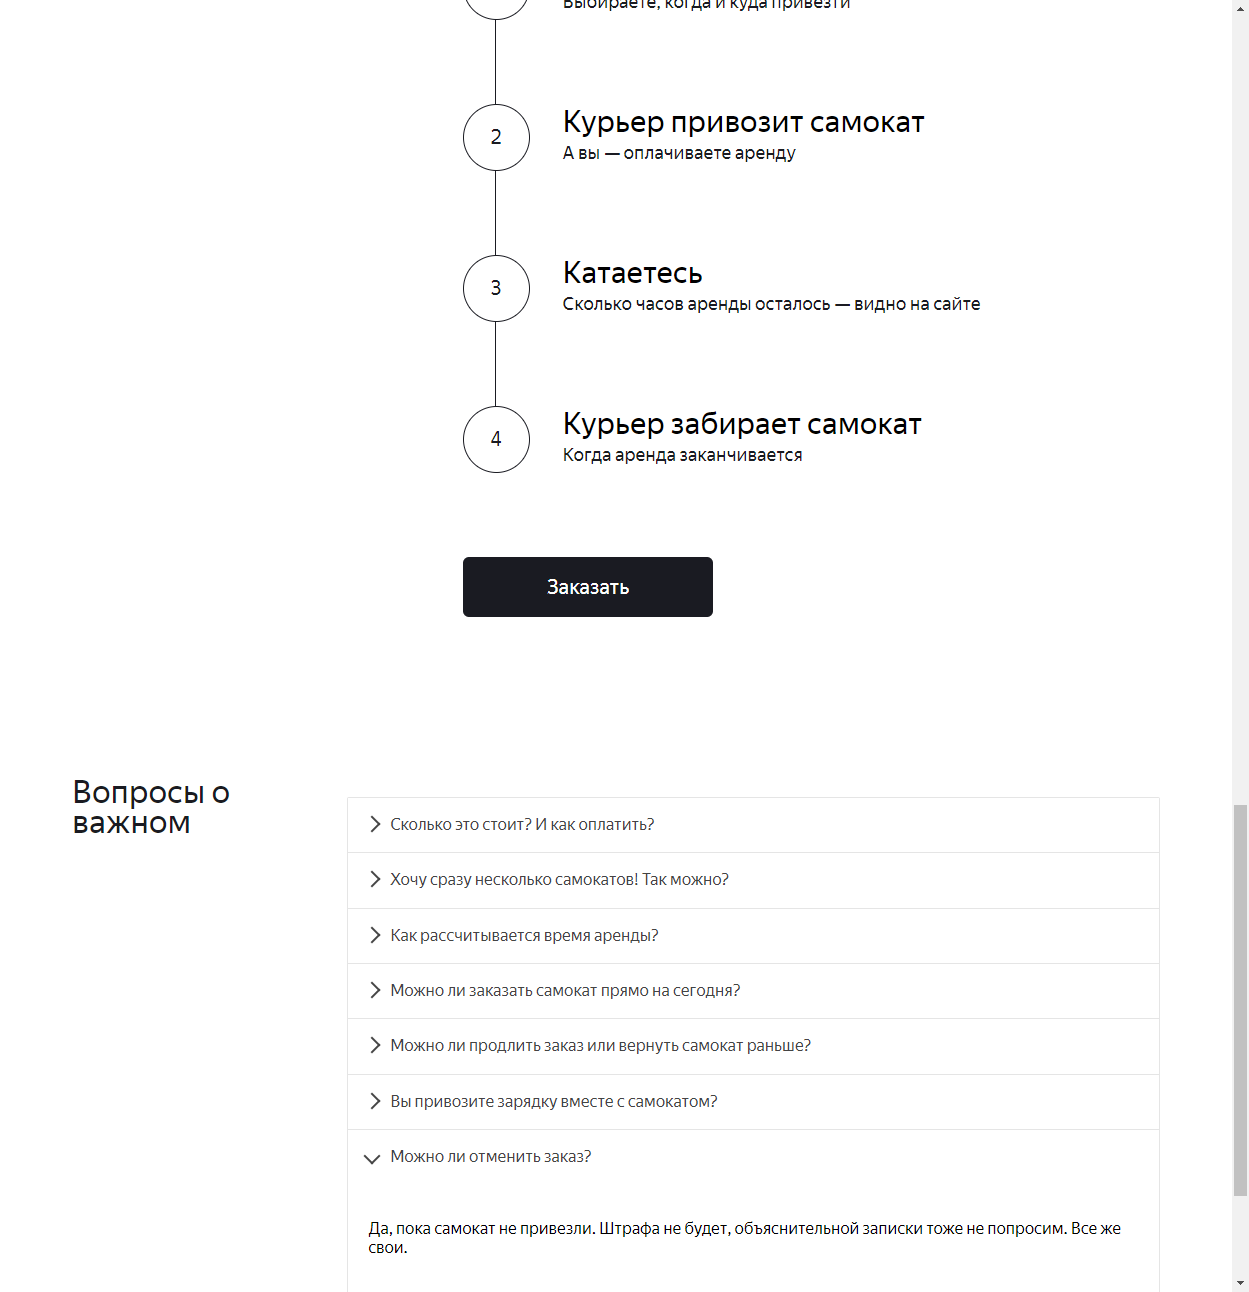 Выбираете, когда и куда привезти
2
Курьер привозит самокат
А вы — оплачиваете аренду
3
Катаетесь
Сколько часов аренды осталось — видно на сайте
4
Курьер забирает самокат
Когда аренда заканчивается
Заказать
Вопросы о
важном
Сколько это стоит? И как оплатить?
Хочу сразу несколько самокатов! Так можно?
Как рассчитывается время аренды?
Можно ли заказать самокат прямо на сегодня?
Можно ли продлить заказ или вернуть самокат раньше?
Вы привозите зарядку вместе с самокатом?
Можно ли отменить заказ?
Да, пока самокат не привезли. Штрафа не будет, объяснительной записки тоже не попросим. Все же
свои.